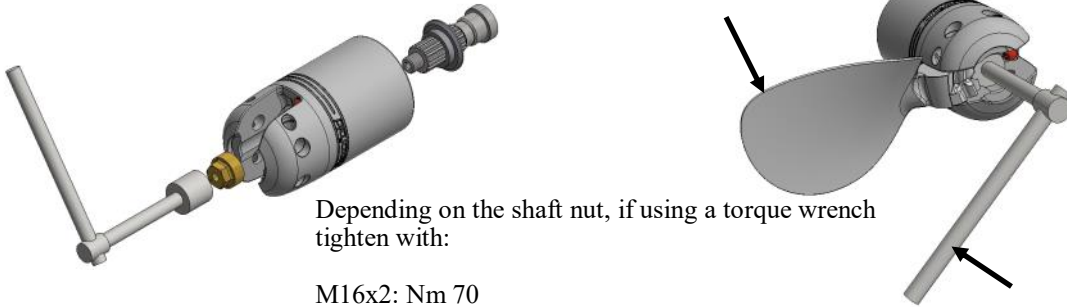 Depending on the shaft nut, if using a torque wrench
tighten with:
M16x2: Nm 70